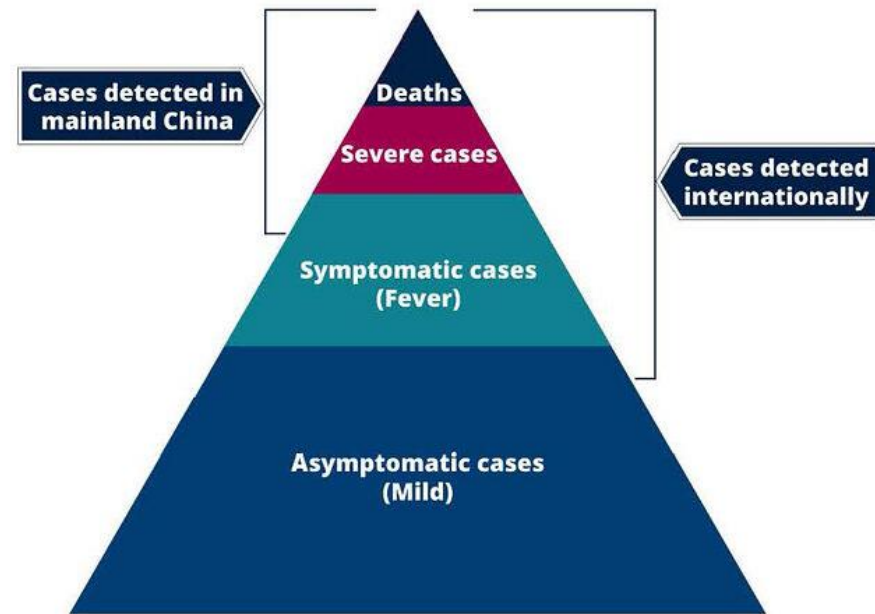 Cases detected in
mainland China
Deaths
Severe cases
Cases detected
internationally
Symptomatic cases
(Fever)
Asymptomatic cases
(Mild)